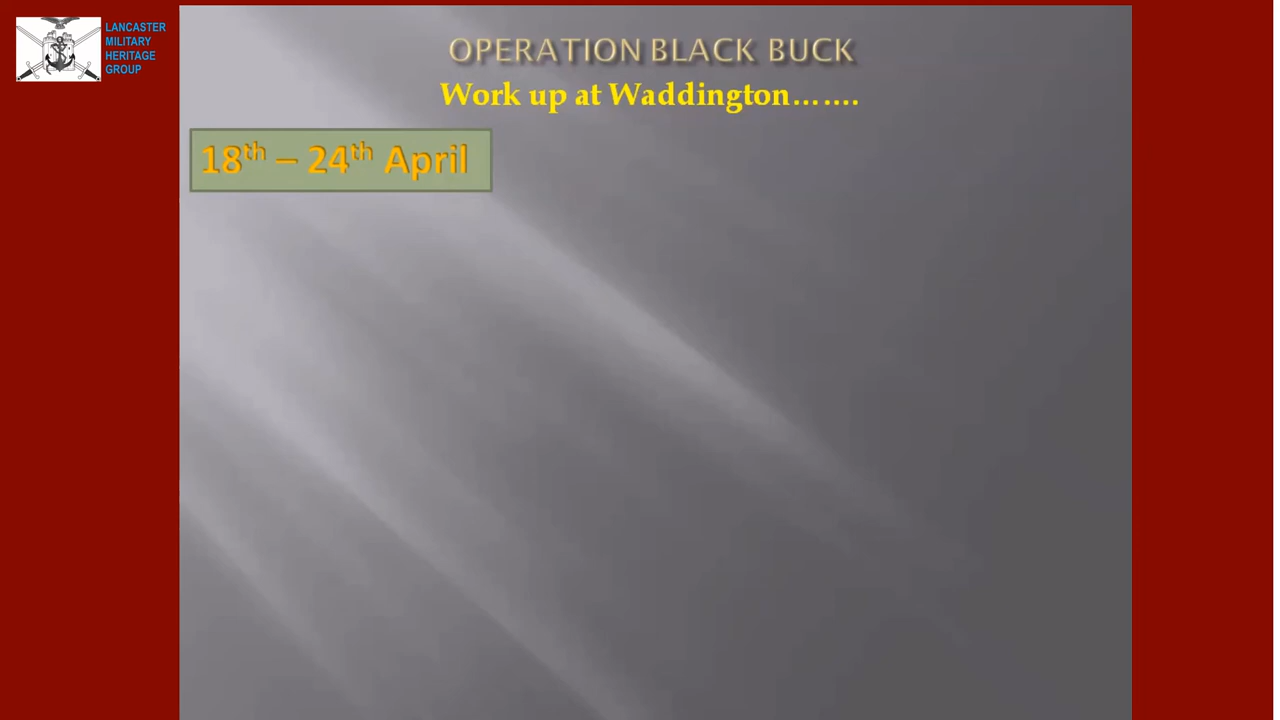 LANCASTER
MILITARY
HERITAGE
GROUP
OPERATION BLACK BUCK
Work up at Waddington…….
18th – 24th April